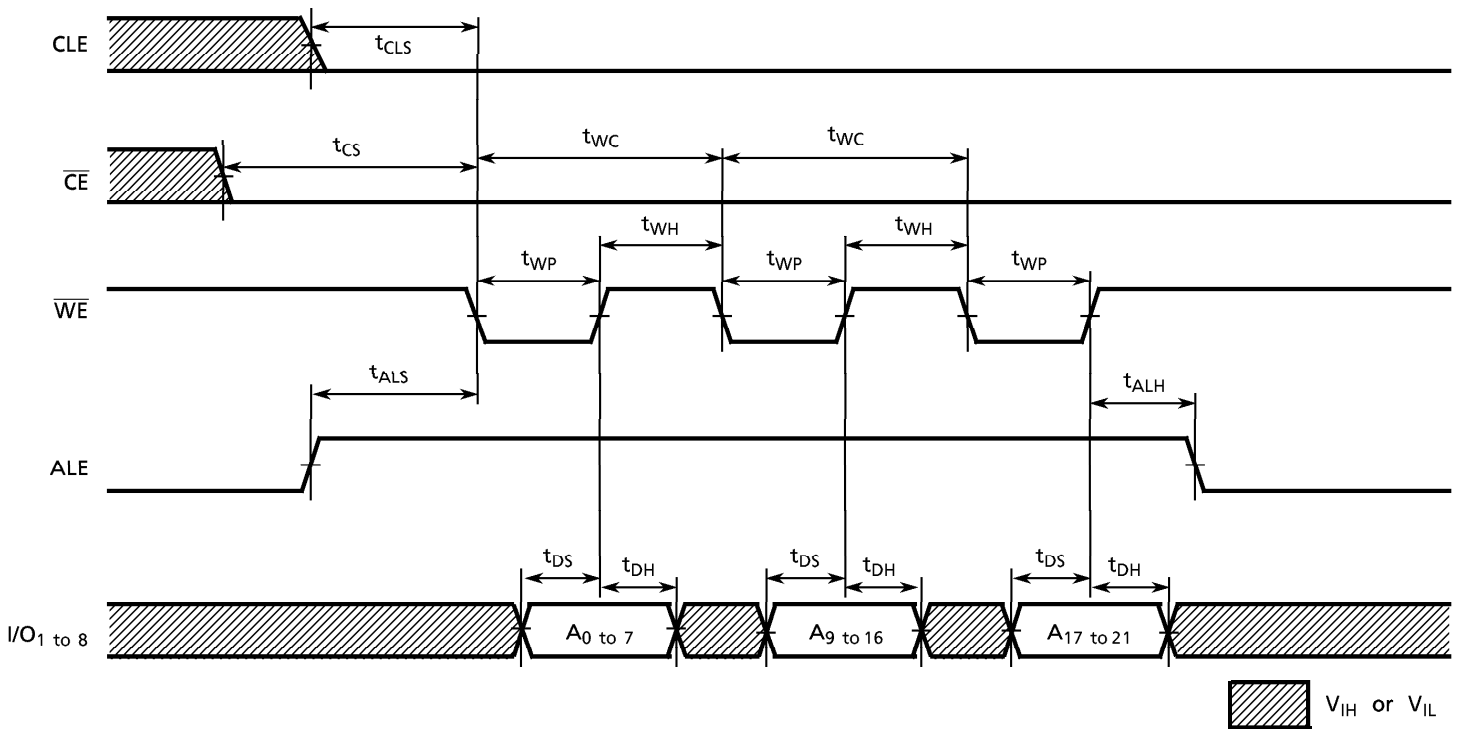 CLE
tCLS
tCS
tWC
tWC
CE
tWH
tWH
tWP
tWP
tWP
WE
tALS
tALH
ALE
tDS
tDH
tDS
tDH
tDS
tDH
I/O1 to 8
A0 to 7
A9 to 16
A17 to 21
VIH or VIL